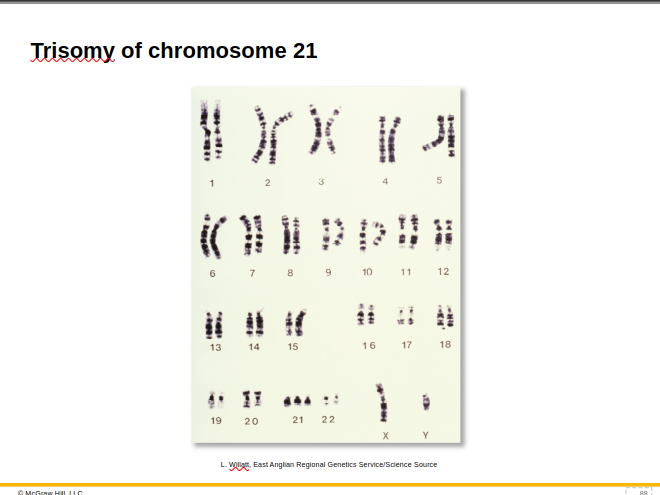 Trisomy of chromosome 21
1 2 3 4 5
6 7 8 9 10 11 12
13 14 15 16 17 18
19 20 21 22 X Y
L. Willatt, East Anglian Regional Genetics Service/Science Source
© McGraw Hill, LLC
88